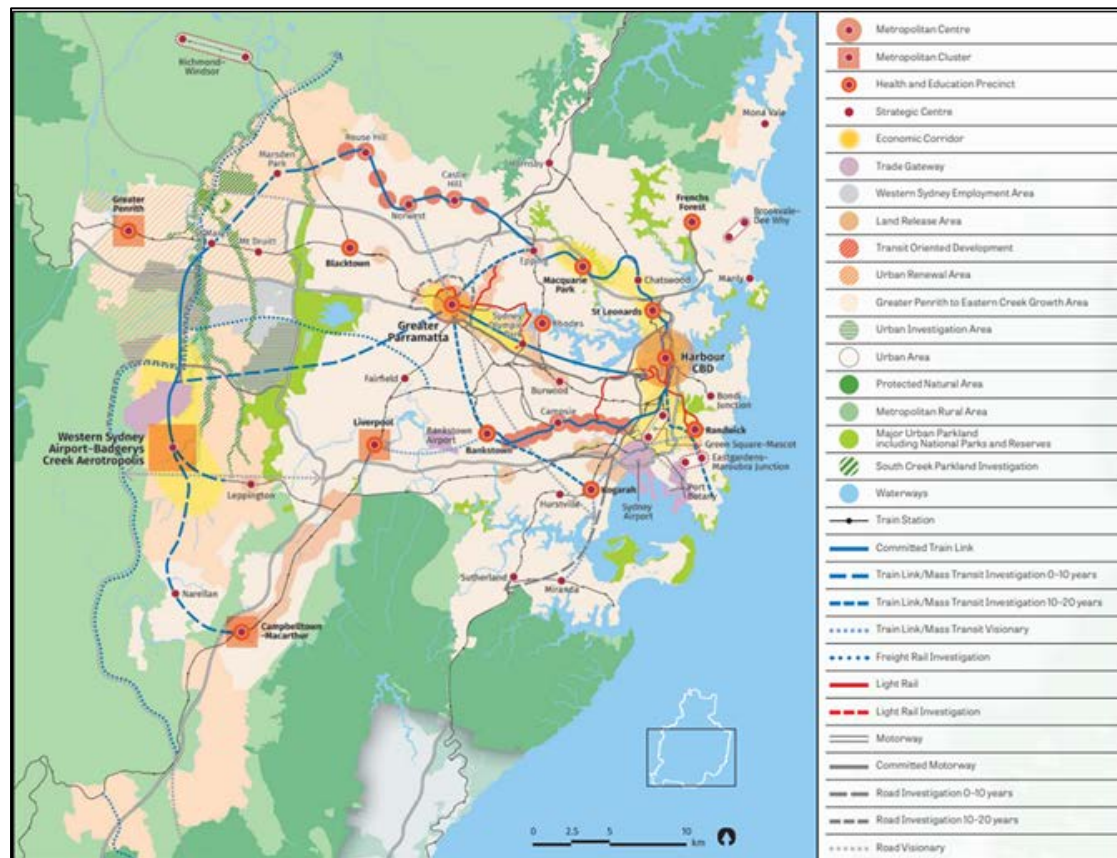 Richmond-
Windsor
Mona Vale
Rouse Hill
Marsden
Park
Hornsby
Castle
Hill
Norwest
Frenchs
Forest
Brookvale-
Dee Why
Greater
Penrith
St Marys
Mt Druitt
Blacktown
Epping
Macquarie
Park
Chatswood
Manly
St Leonards
Greater
Parramatta
Sydney
Olympic
Rhodes
Harbour
CBD
Fairfield
Burwood
Bondi
Junction
Liverpool
Bankstown
Airport
Campsie
Bankstown
Randwick
Green Square-Mascot
Eastgardens-
Maroubra Junction
Western Sydney
Airport-Badgerys
Creek Aerotropolis
Leppington
Kogarah
Hurstville
Port
Botany
Sydney
Airport
Sutherland
Miranda
Narellan
Campbelltown
-Macarthur
0 2.5 5 10
km
Metropolitan Centre
Metropolitan Cluster
Health and Education Precinct
Strategic Centre
Economic Corridor
Trade Gateway
Western Sydney Employment Area
Land Release Area
Transit Oriented Development
Urban Renewal Area
Greater Penrith to Eastern Creek Growth Area
Urban Investigation Area
Urban Area
Protected Natural Area
Metropolitan Rural Area
Major Urban Parkland
including National Parks and Reserves
South Creek Parkland Investigation
Waterways
Train Station
Committed Train Link
Train Link/Mass Transit Investigation 0-10 years
Train Link/Mass Transit Investigation 10-20 years
Train Link/Mass Transit Visionary
Freight Rail Investigation
Light Rail
Light Rail Investigation
Motorway
Committed Motorway
Road Investigation 0-10 years
Road Investigation 10-20 years
Road Visionary